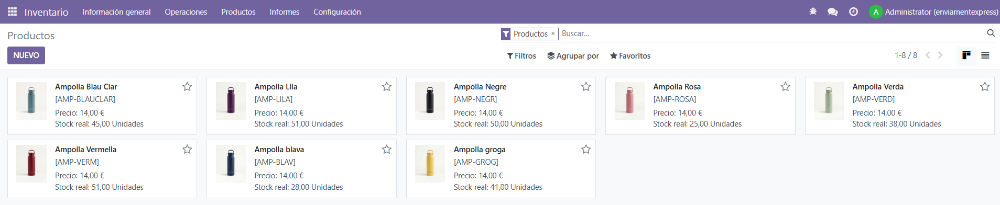 Inventario Información general Operaciones Productos Informes Configuración A Administrator (enviamentexpress)
Productos
Productos × Buscar...
NUEVO
Filtros Agrupar por Favoritos 1-8 / 8
Ampolla Blau Clar
[AMP-BLAUCLAR]
Precio: 14,00 €
Stock real: 45,00 Unidades
Ampolla Lila
[AMP-LILA]
Precio: 14,00 €
Stock real: 51,00 Unidades
Ampolla Negre
[AMP-NEGR]
Precio: 14,00 €
Stock real: 50,00 Unidades
Ampolla Rosa
[AMP-ROSA]
Precio: 14,00 €
Stock real: 25,00 Unidades
Ampolla Verda
[AMP-VERD]
Precio: 14,00 €
Stock real: 38,00 Unidades
Ampolla Vermella
[AMP-VERM]
Precio: 14,00 €
Stock real: 51,00 Unidades
Ampolla blava
[AMP-BLAV]
Precio: 14,00 €
Stock real: 28,00 Unidades
Ampolla groga
[AMP-GROG]
Precio: 14,00 €
Stock real: 41,00 Unidades